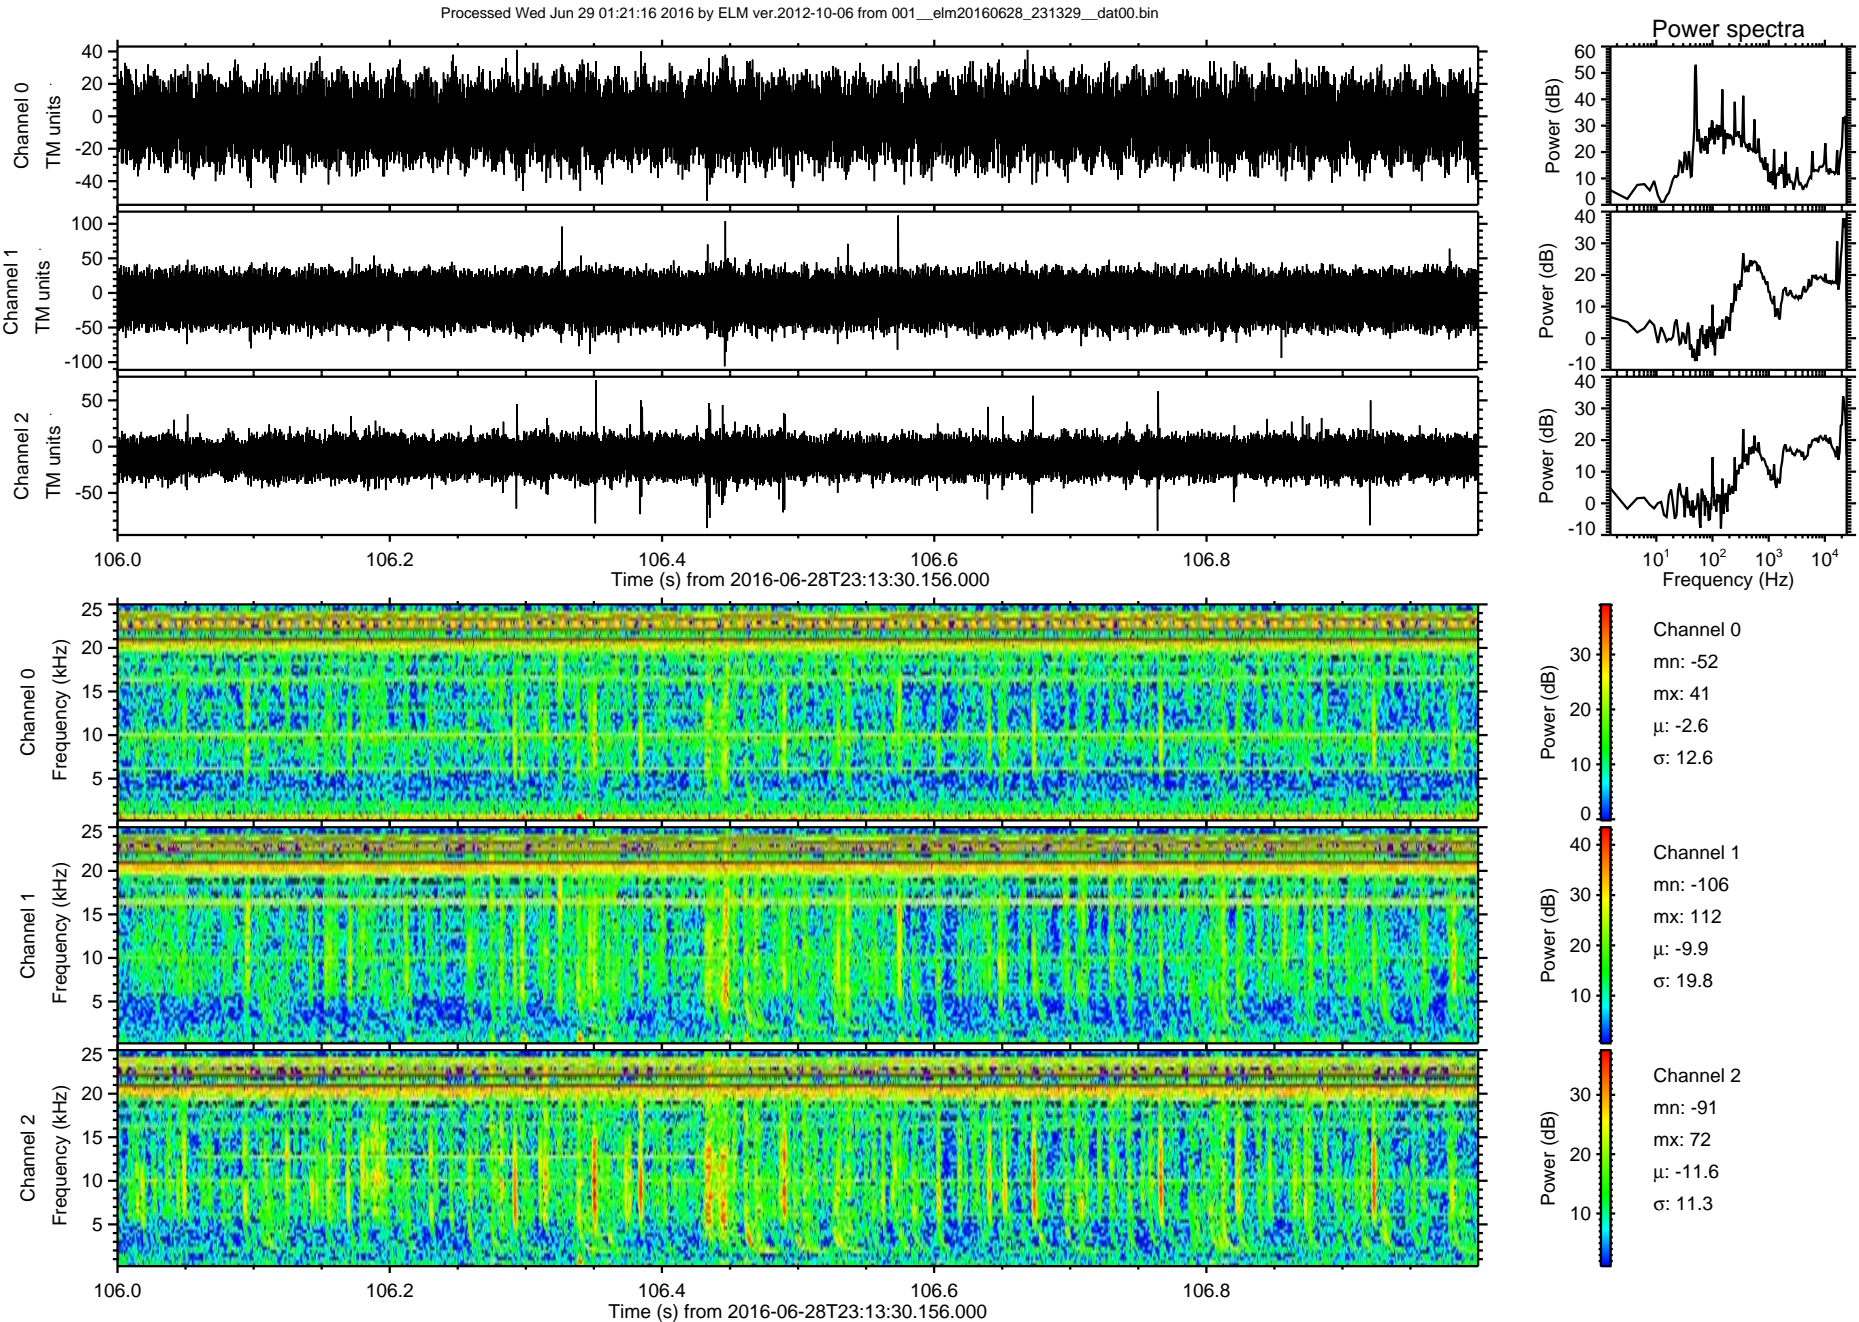 Processed Wed Jun 29 01:21:16 2016 by ELM ver.2012-10-06 from 001__elm20160628_231329__dat00.bin
Power spectra
Channel 0
TM units
40
20
0
-20
-40
Power (dB)
60
50
40
30
20
10
0
Channel 1
TM units
100
50
0
-50
-100
Power (dB)
40
30
20
10
0
-10
Channel 2
TM units
50
0
-50
Power (dB)
40
30
20
10
0
-10
106.0 106.2 106.4 106.6 106.8
Time (s) from 2016-06-28T23:13:30.156.000
10^1 10^2 10^3 10^4
Frequency (Hz)
Channel 0
Frequency (kHz)
25
20
15
10
5
Power (dB)
30
20
10
0
Channel 0
mn: -52
mx: 41
μ: -2.6
σ: 12.6
Channel 1
Frequency (kHz)
25
20
15
10
5
Power (dB)
40
30
20
10
Channel 1
mn: -106
mx: 112
μ: -9.9
σ: 19.8
Channel 2
Frequency (kHz)
25
20
15
10
5
Power (dB)
30
20
10
Channel 2
mn: -91
mx: 72
μ: -11.6
σ: 11.3
106.0 106.2 106.4 106.6 106.8
Time (s) from 2016-06-28T23:13:30.156.000